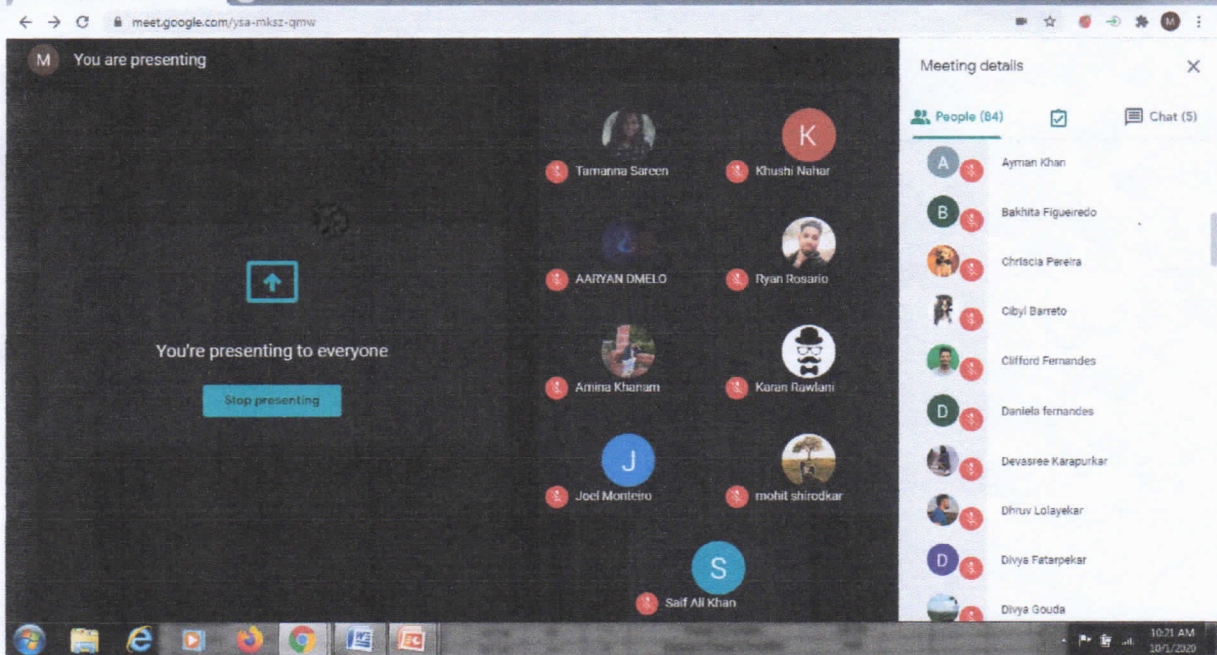 meet.google.com/ysa-mksz-qmw
M
M You are presenting
Meeting details
People (84)
Chat (5)
Tamanna Sareen
K
Khushi Nahar
AARYAN DMELO
Ryan Rosario
You're presenting to everyone
Stop presenting
Amina Khanam
Karan Rawlani
J
Joel Monteiro
mohit shirodkar
S
Saif Ali Khan
A Ayman Khan
B Bakhita Figueiredo
Chriscia Pereira
Cibyl Barreto
Clifford Fernandes
D Daniela fernandes
Devasree Karapurkar
Dhruv Lolayekar
D Divya Fatarpekar
Divya Gouda
10:21 AM
10/1/2020